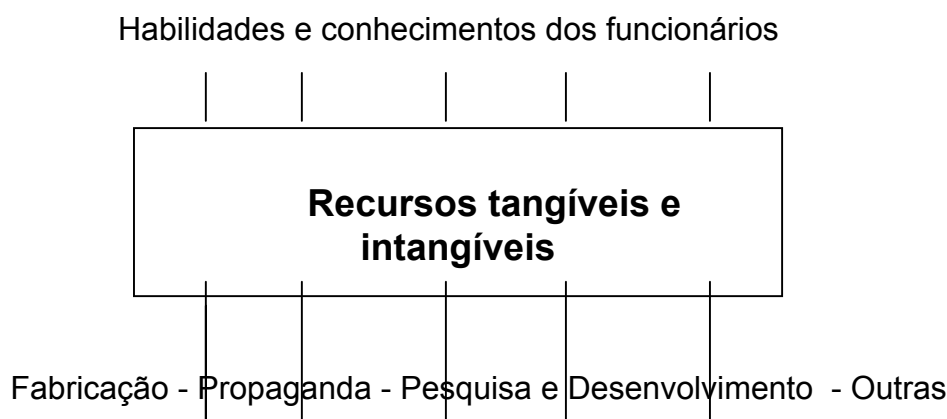 Habilidades e conhecimentos dos funcionários
Recursos tangíveis e
intangíveis
Fabricação - Propaganda - Pesquisa e Desenvolvimento - Outras